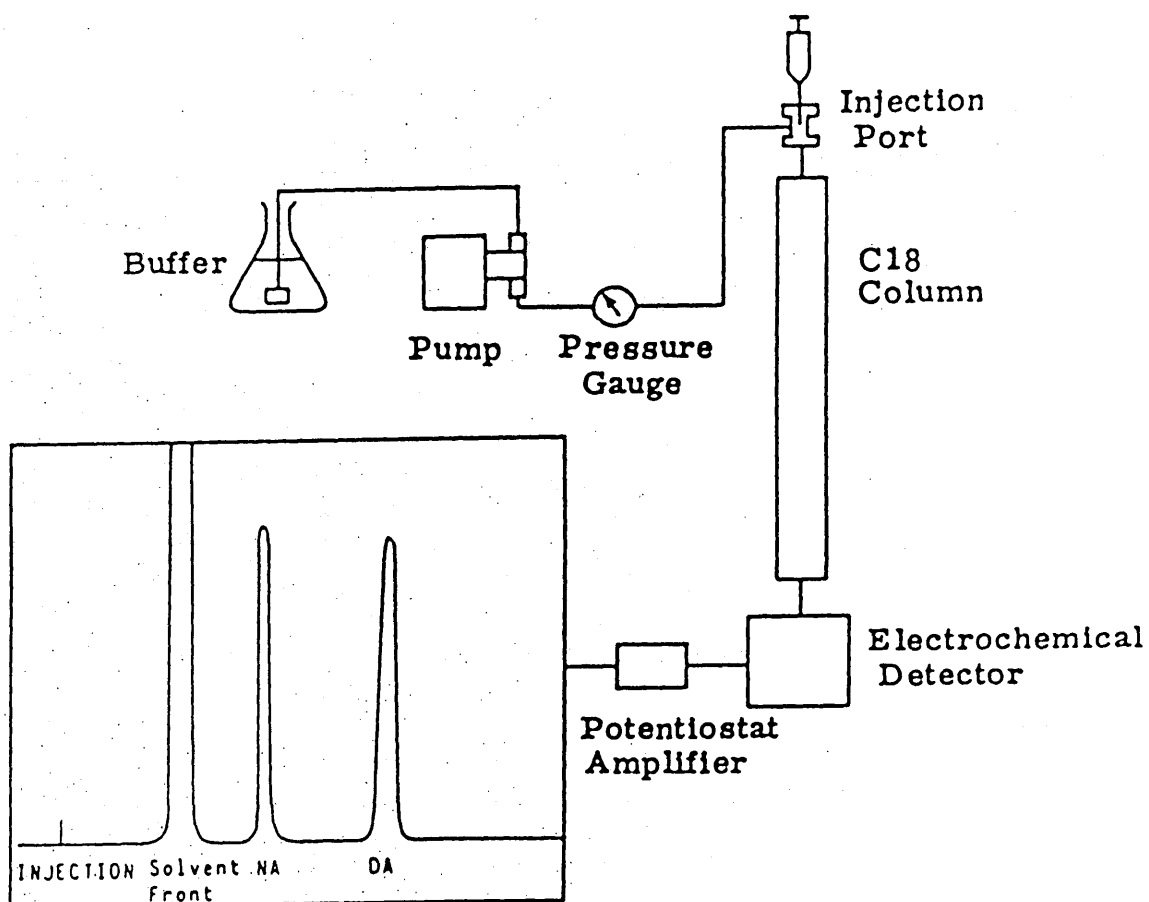 Injection
Port
Buffer
C18
Column
Pump
Pressure
Gauge
Electrochemical
Detector
Potentiostat
Amplifier
INJECTION Solvent NA DA
Front